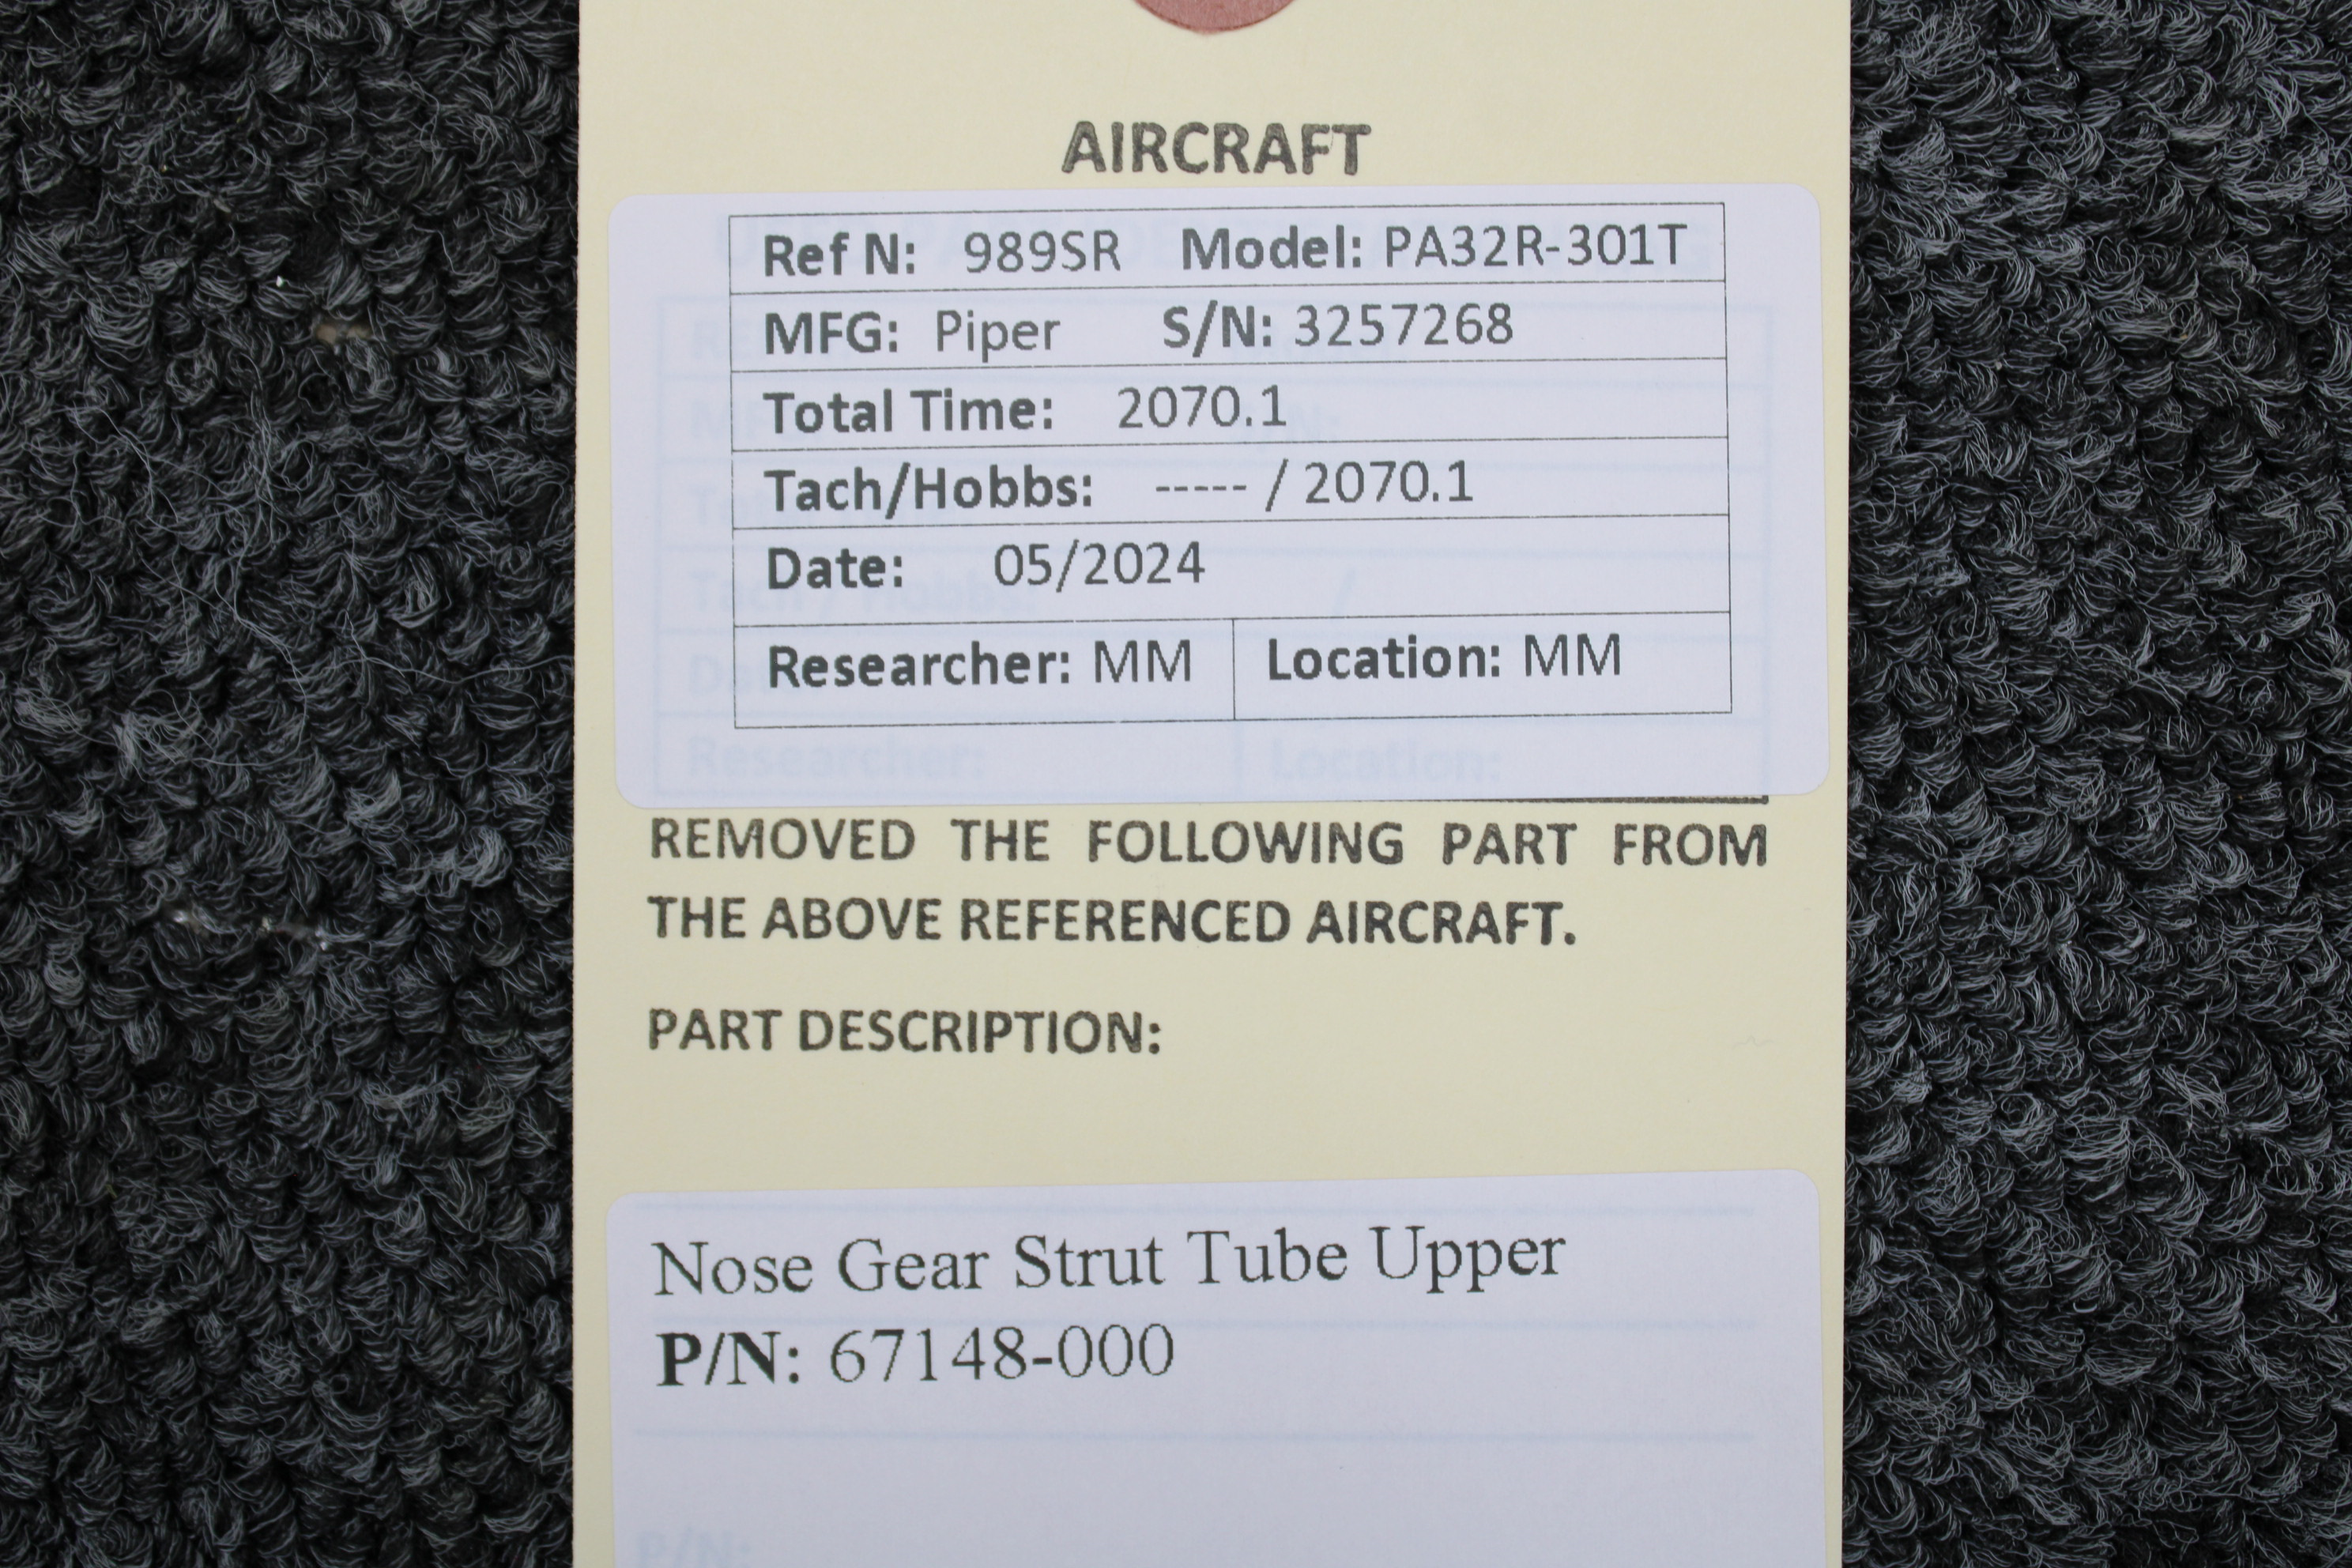 AIRCRAFT
Ref N: 989SR Model: PA32R-301T
MFG: Piper S/N: 3257268
Total Time: 2070.1
Tach/Hobbs: ----- / 2070.1
Date: 05/2024
Researcher: MM Location: MM
Researcher: Location:
REMOVED THE FOLLOWING PART FROM
THE ABOVE REFERENCED AIRCRAFT.
PART DESCRIPTION:
Nose Gear Strut Tube Upper
P/N: 67148-000
P/N: